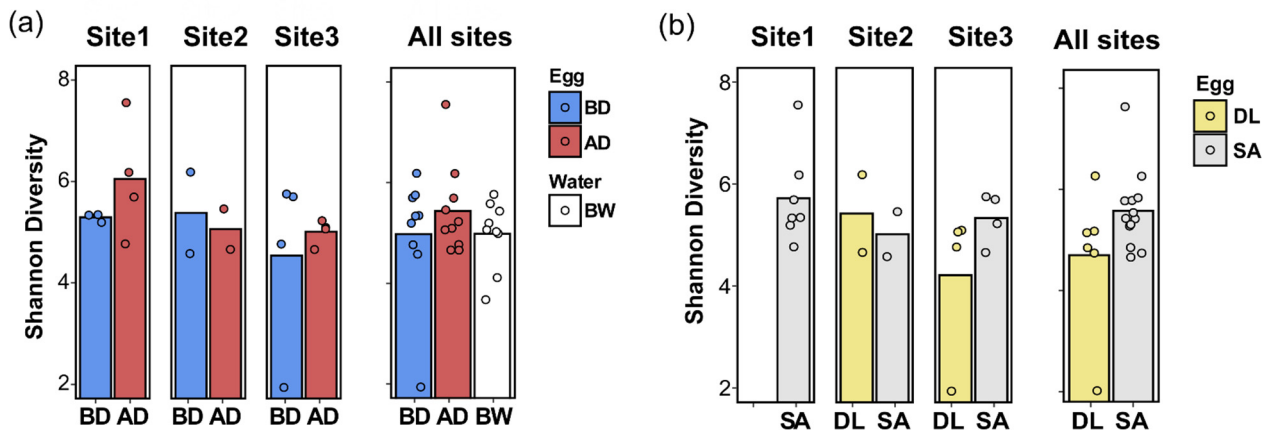 (a)
Site1 Site2 Site3 All sites
Shannon Diversity
8
6
4
2
BD AD BD AD BD AD BD AD BW
Egg
BD
AD
Water
BW
(b)
Site1 Site2 Site3 All sites
Shannon Diversity
8
6
4
2
SA DL SA DL SA DL SA
Egg
DL
SA